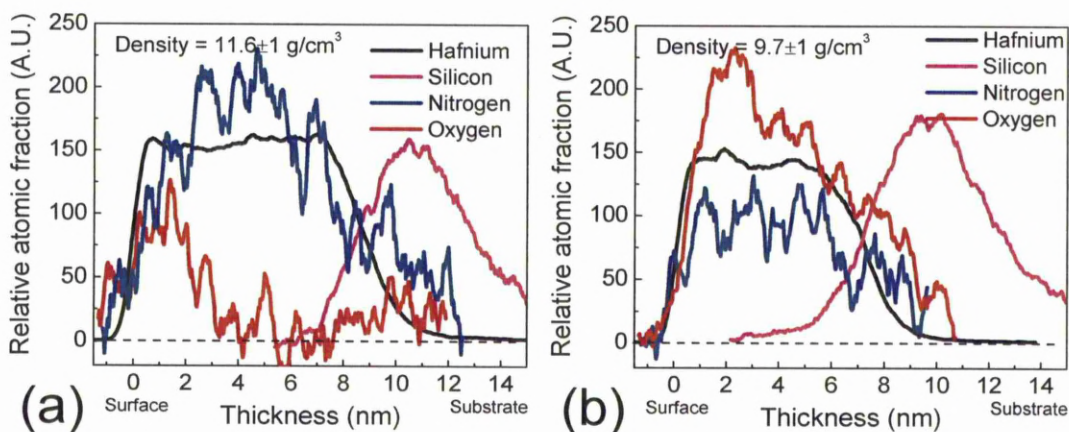 Relative atomic fraction (A.U.)
250
200
150
100
50
0
Density = 11.6±1 g/cm³
Hafnium
Silicon
Nitrogen
Oxygen
0 2 4 6 8 10 12 14
Surface
Thickness (nm)
Substrate
(a)
Relative atomic fraction (A.U.)
250
200
150
100
50
0
Density = 9.7±1 g/cm³
Hafnium
Silicon
Nitrogen
Oxygen
0 2 4 6 8 10 12 14
Surface
Thickness (nm)
Substrate
(b)